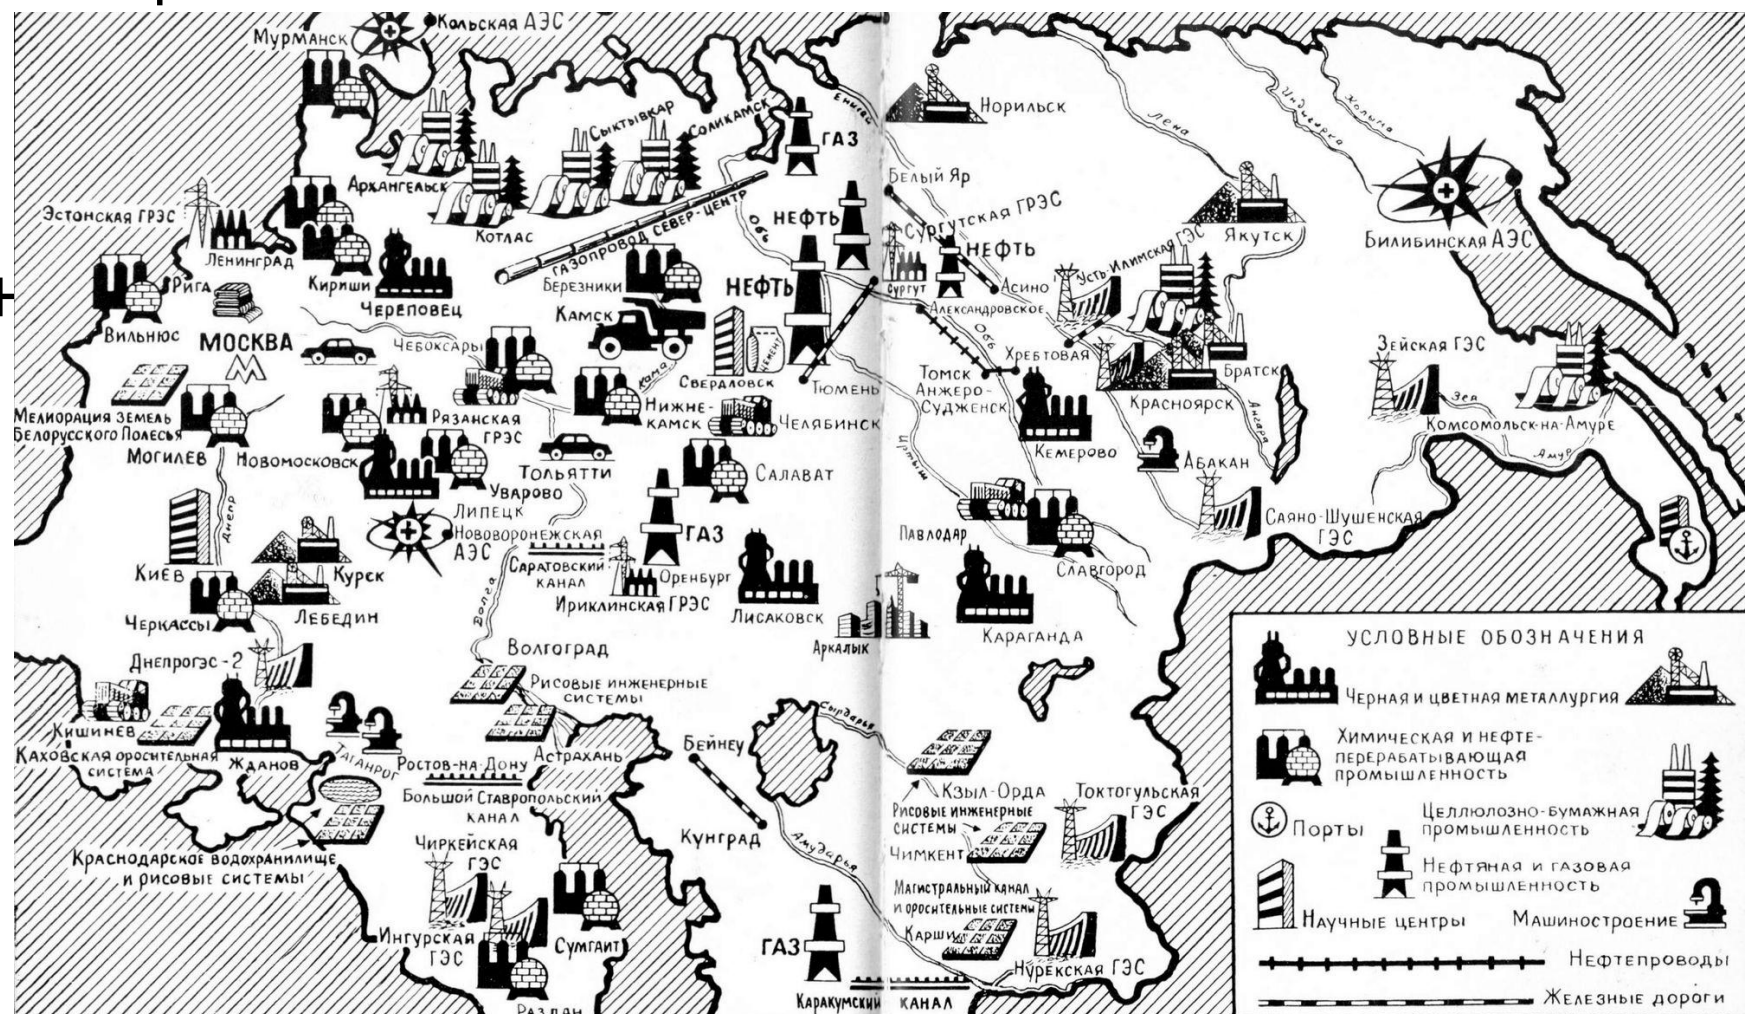 Кольская АЭС
Мурманск
Норильск
Енисей
Лена
Индигирка
Колыма
Сыктывкар
Соликамск
ГАЗ
Архангельск
Котлас
ГАЗОПРОВОД СЕВЕР-ЦЕНТР
Обь
Белый Яр
Эстонская ГРЭС
Ленинград
Кириши
Череповец
Березники
НЕФТЬ
НЕФТЬ
Сургутская ГРЭС
НЕФТЬ
Сургут
Асино
Усть-Илимская ГЭС
Якутск
Билибинская АЭС
Рига
Вильнюс
МОСКВА
М
Чебоксары
Камск
ЦЕМЕНТ
Свердловск
Тюмень
Александровское
Обь
Хребтовая
Братск
Зейская ГЭС
Мелиорация земель
Белорусского Полесья
Могилёв
Новомосковск
Рязанская
ГРЭС
Кама
Нижне-
камск
Челябинск
Томск
Анжеро-
Судженск
Красноярск
Ангара
Зея
Комсомольск-на-Амуре
Амур
Тольятти
Салават
Иртыш
Кемерово
Абакан
Уварово
Липецк
Нововоронежская
АЭС
Днепр
Киев
Курск
Саратовский
канал
ГАЗ
Оренбург
Ириклинская ГРЭС
Павлодар
Славгород
Саяно-Шушенская
ГЭС
Черкассы
Лебедин
Волга
Лисаковск
Аркалык
Караганда
Днепрогэс-2
Волгоград
Рисовые инженерные
системы
Кишинев
Каховская оросительная
система
Жданов
Таганрог
Ростов-на-Дону
Астрахань
Большой Ставропольский
канал
Бейнеу
Кунград
Сырдарья
Амударья
Кзыл-Орда
Рисовые инженерные
системы
Чимкент
Токтогульская
ГЭС
Краснодарское водохранилище
и рисовые системы
Чиркейская
ГЭС
Ингурская
ГЭС
Сумгаит
Раздан
ГАЗ
Магистральный канал
и оросительные системы
Карши
Нурекская ГЭС
Каракумский канал
УСЛОВНЫЕ ОБОЗНАЧЕНИЯ
Черная и цветная металлургия
Химическая и нефте-
перерабатывающая
промышленность
Порты
Целлюлозно-бумажная
промышленность
Нефтяная и газовая
промышленность
Научные центры
Машиностроение
Нефтепроводы
Железные дороги